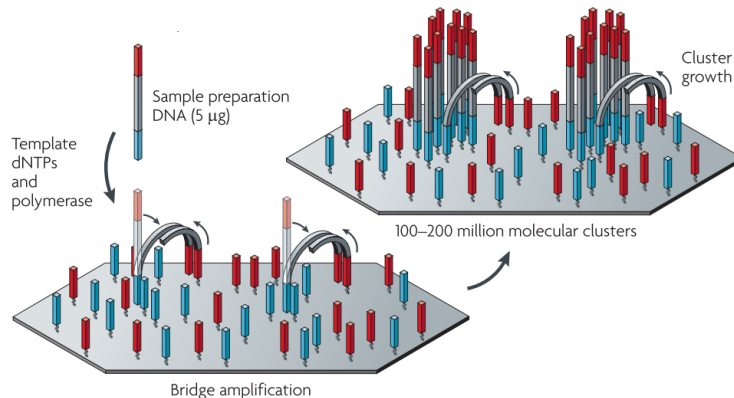 Sample preparation
DNA (5 µg)
Template
dNTPs
and
polymerase
Bridge amplification
Cluster
growth
100–200 million molecular clusters